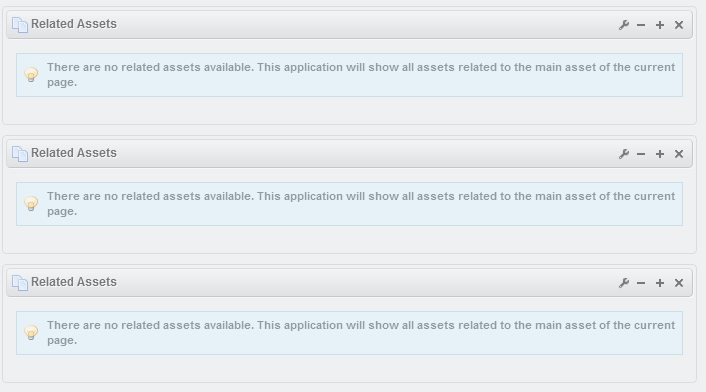 Related Assets
There are no related assets available. This application will show all assets related to the main asset of the current
page.
Related Assets
There are no related assets available. This application will show all assets related to the main asset of the current
page.
Related Assets
There are no related assets available. This application will show all assets related to the main asset of the current
page.